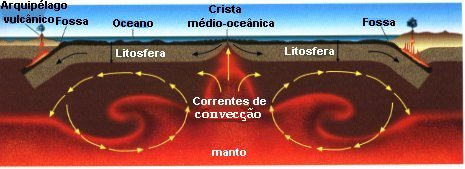 Arquipélago
vulcânico
Fossa
Oceano
Crista
médio-oceânica
Fossa
Litosfera
Litosfera
Correntes de
convecção
manto